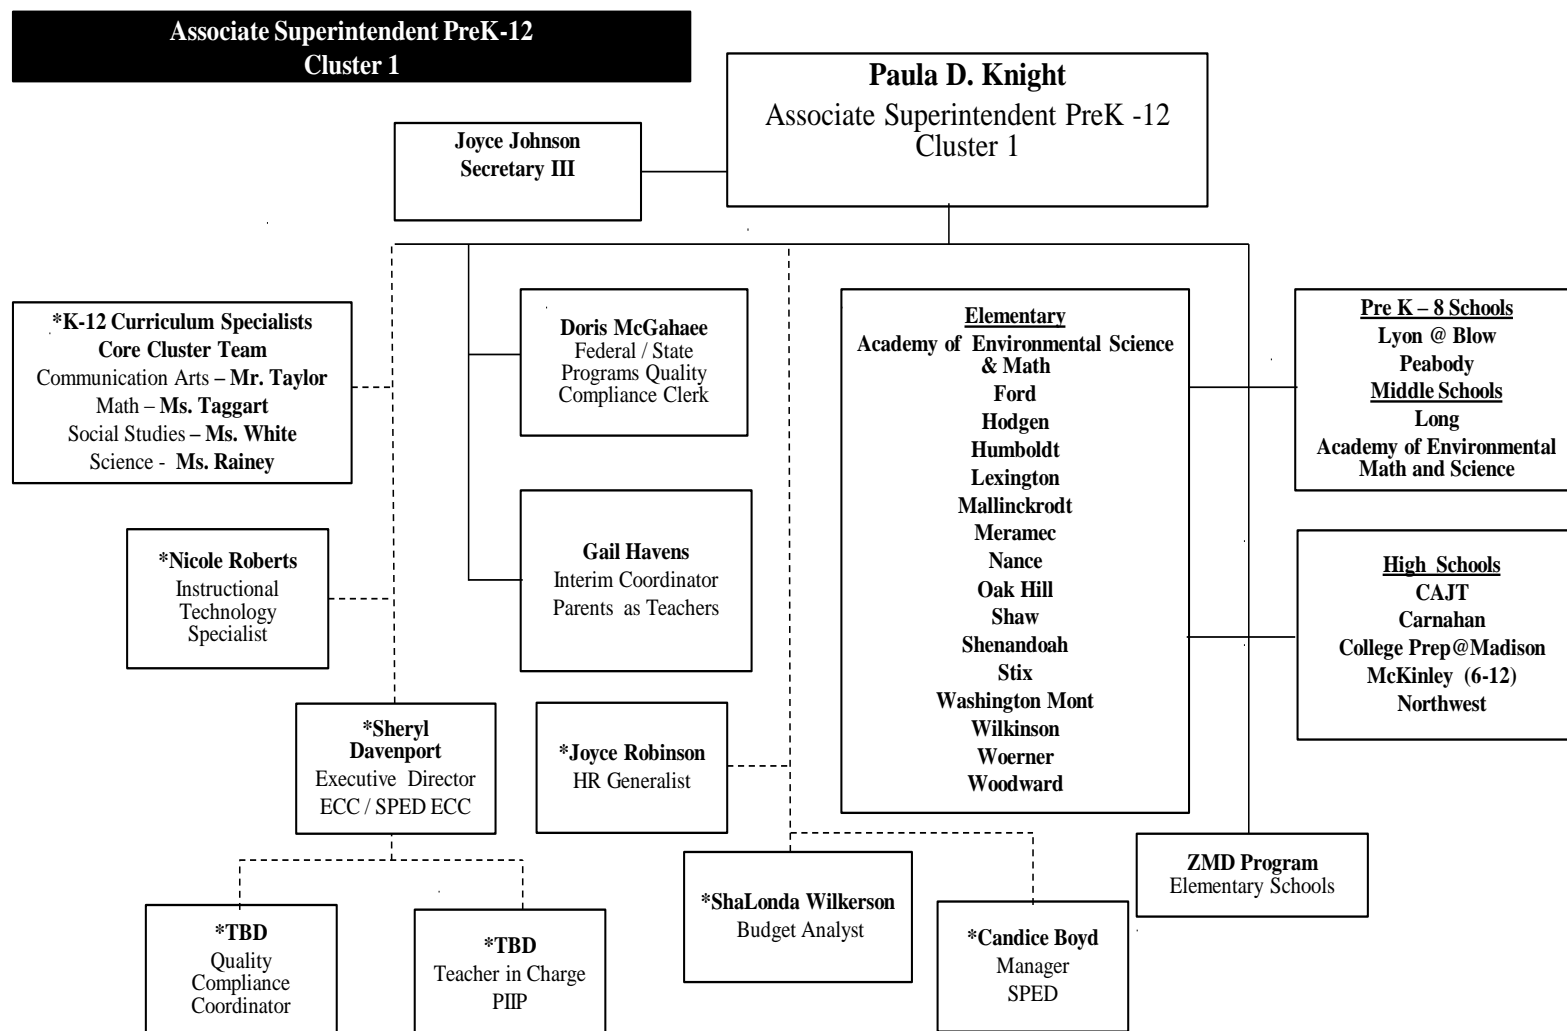 Associate Superintendent PreK-12
Cluster 1
Paula D. Knight
Associate Superintendent PreK -12
Cluster 1
Joyce Johnson
Secretary III
*K-12 Curriculum Specialists
Core Cluster Team
Communication Arts – Mr. Taylor
Math – Ms. Taggart
Social Studies – Ms. White
Science - Ms. Rainey
Doris McGahaee
Federal / State
Programs Quality
Compliance Clerk
Elementary
Academy of Environmental Science
& Math
Ford
Hodgen
Humboldt
Lexington
Mallinckrodt
Meramec
Nance
Oak Hill
Shaw
Shenandoah
Stix
Washington Mont
Wilkinson
Woerner
Woodward
Pre K – 8 Schools
Lyon @ Blow
Peabody
Middle Schools
Long
Academy of Environmental
Math and Science
*Nicole Roberts
Instructional
Technology
Specialist
Gail Havens
Interim Coordinator
Parents as Teachers
High Schools
CAJT
Carnahan
College Prep@Madison
McKinley (6-12)
Northwest
*Sheryl
Davenport
Executive Director
ECC / SPED ECC
*Joyce Robinson
HR Generalist
ZMD Program
Elementary Schools
*TBD
Quality
Compliance
Coordinator
*TBD
Teacher in Charge
PIIP
*ShaLonda Wilkerson
Budget Analyst
*Candice Boyd
Manager
SPED